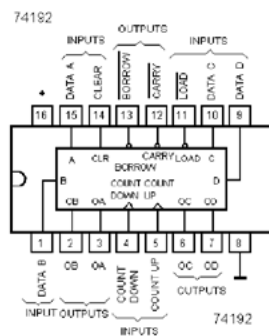 74192
OUTPUTS
INPUTS
INPUTS
DATA A
CLEAR
BORROW
CARRY
LOAD
DATA C
DATA D
+
16
15
14
13
12
11
10
9
A
CLR
BORROW
CARRY
LOAD
C
B
D
COUNT COUNT
DOWN UP
QB
QA
QC
QD
1
2
3
4
5
6
7
8
DATA B
QB
QA
COUNT DOWN
COUNT UP
QC
QD
INPUT
OUTPUTS
INPUTS
OUTPUTS
74192